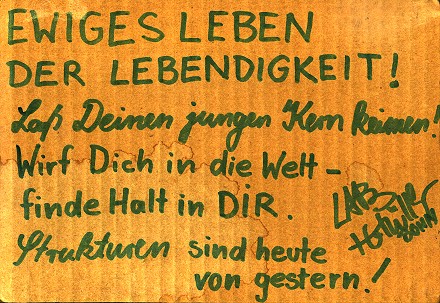 EWIGES LEBEN
DER LEBENDIGKEIT!
Laß Deinen jungen Kern keimen!
Wirf Dich in die Welt –
finde Halt in DIR.
Strukturen sind heute
von gestern!